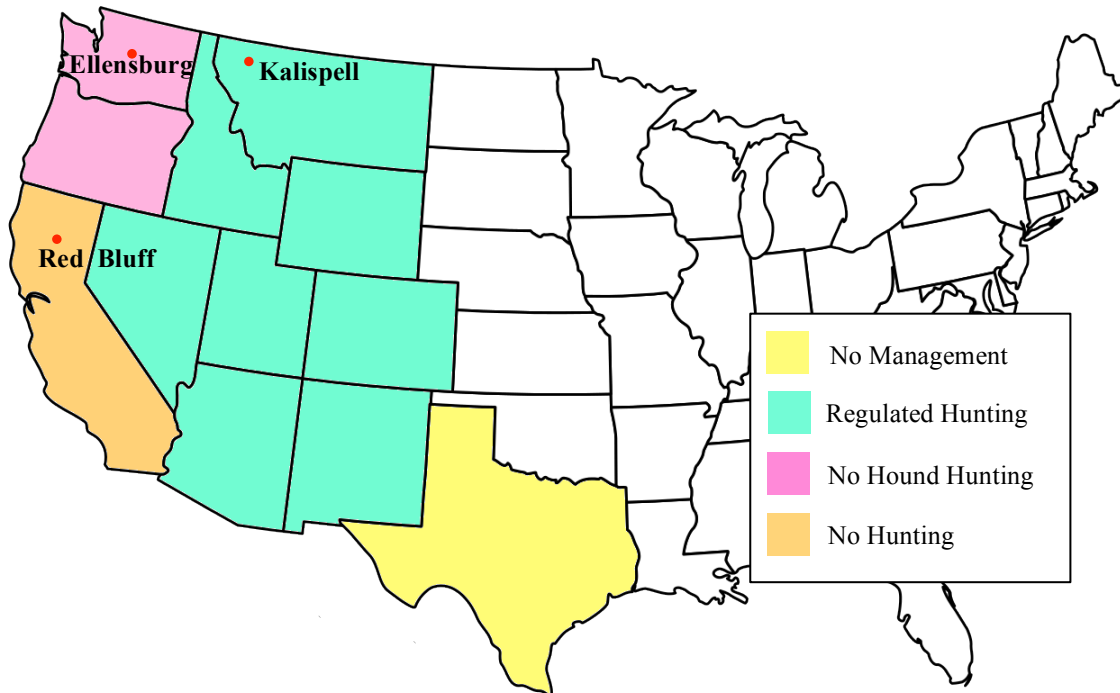 Ellensburg
Kalispell
Red Bluff
No Management
Regulated Hunting
No Hound Hunting
No Hunting